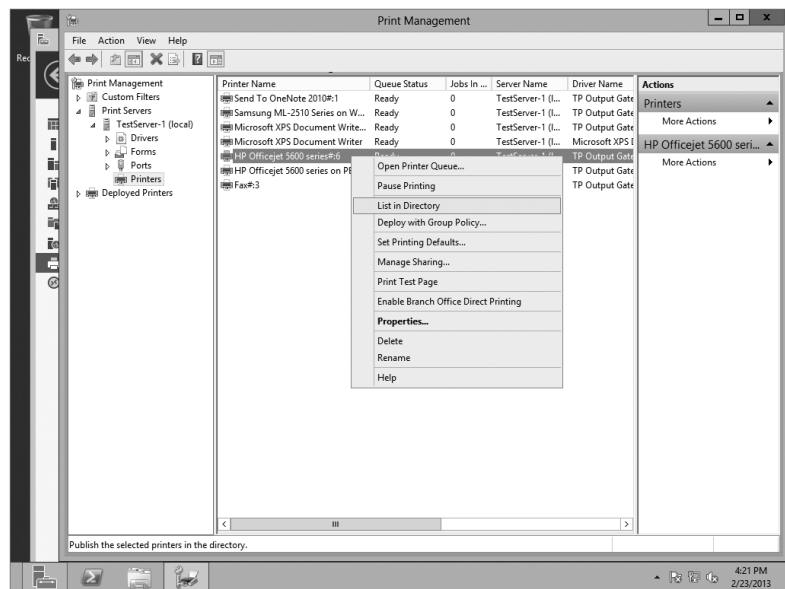 Rec
Print Management
File Action View Help
Print Management
Custom Filters
Print Servers
TestServer-1 (local)
Drivers
Forms
Ports
Printers
Deployed Printers
Printer Name Queue Status Jobs In ... Server Name Driver Name
Send To OneNote 2010#:1 Ready 0 TestServer-1 (l... TP Output Gate
Samsung ML-2510 Series on W... Ready 0 TestServer-1 (l... TP Output Gate
Microsoft XPS Document Write... Ready 0 TestServer-1 (l... TP Output Gate
Microsoft XPS Document Writer Ready 0 TestServer-1 (l... Microsoft XPS D
HP Officejet 5600 series#:6 Ready 0 TestServer-1 (l... TP Output Gate
HP Officejet 5600 series on PE TP Output Gate
Fax#:3 TP Output Gate
Open Printer Queue...
Pause Printing
List in Directory
Deploy with Group Policy...
Set Printing Defaults...
Manage Sharing...
Print Test Page
Enable Branch Office Direct Printing
Properties...
Delete
Rename
Help
Actions
Printers
More Actions
HP Officejet 5600 seri...
More Actions
Publish the selected printers in the directory.
4:21 PM
2/23/2013